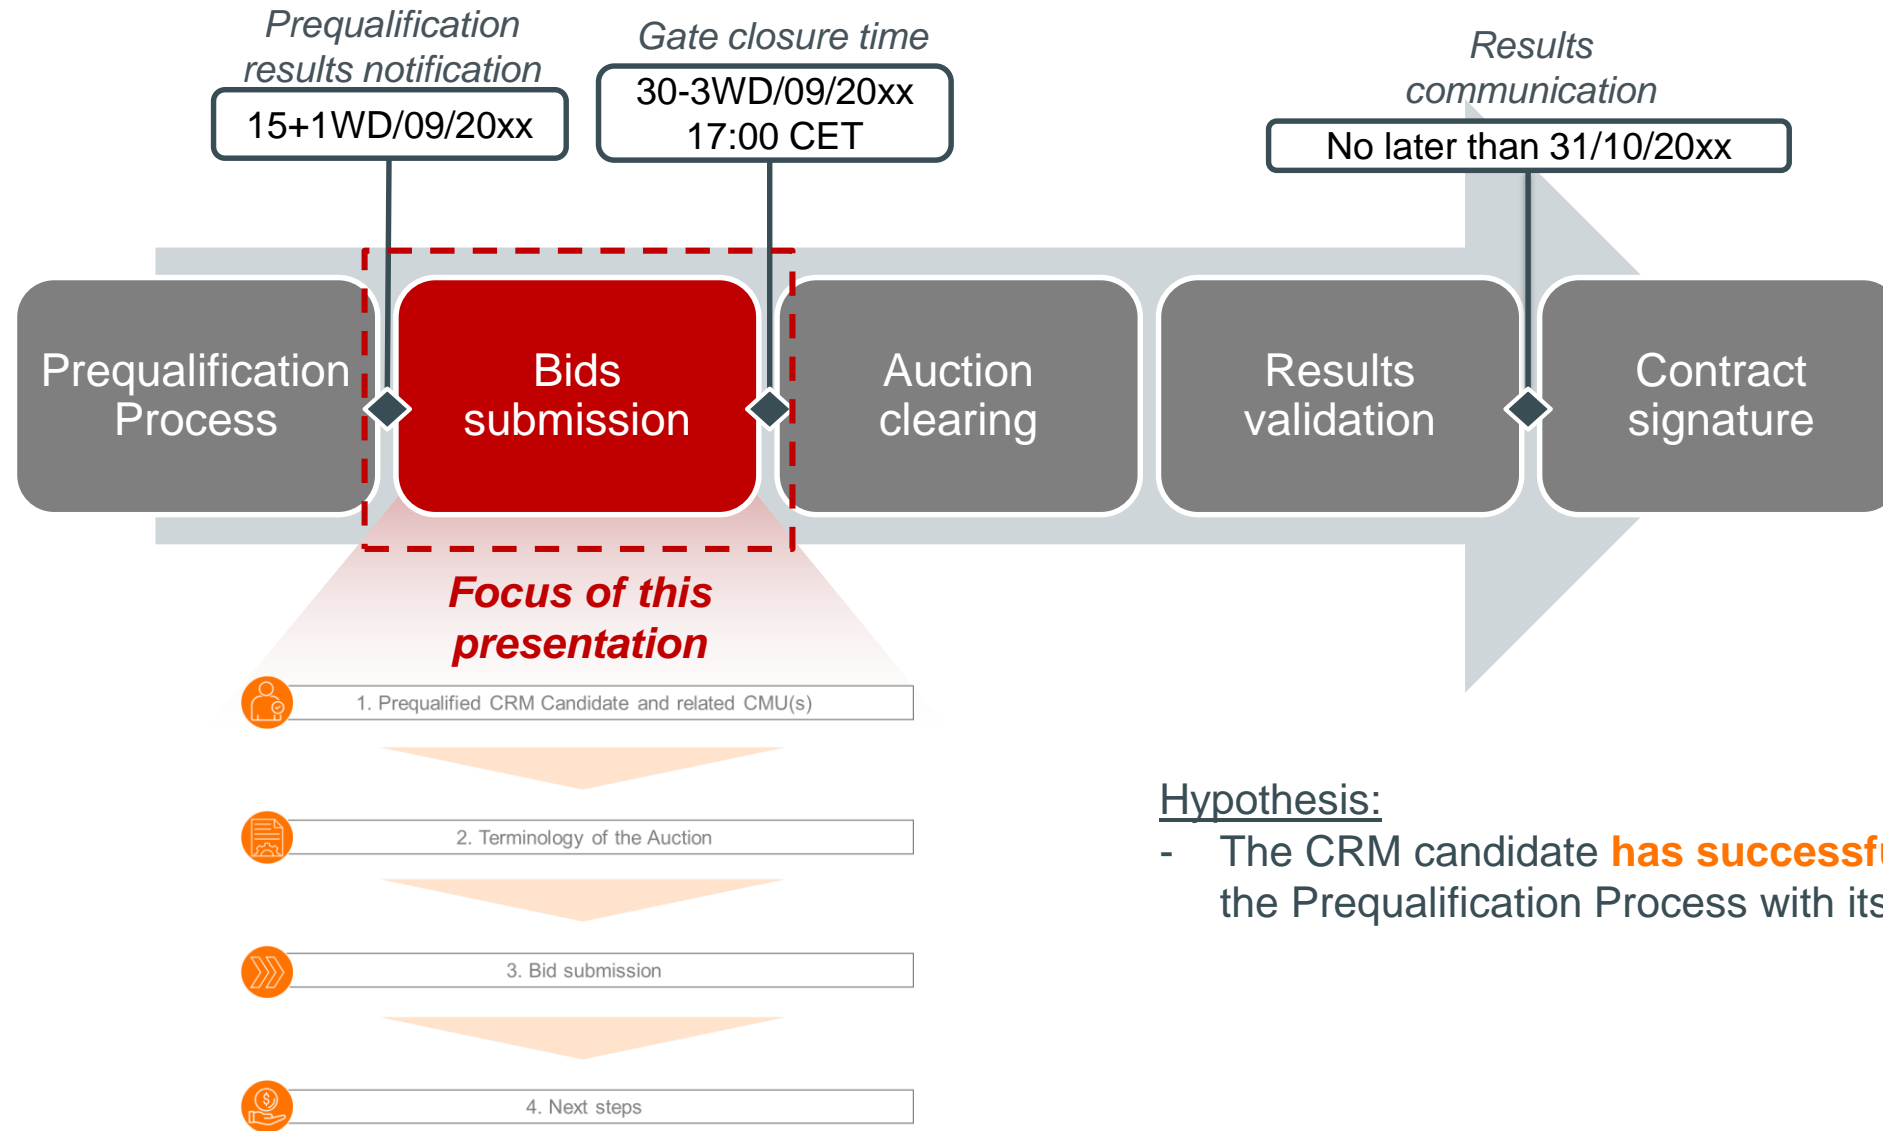 Prequalification
results notification
15+1WD/09/20xx
Gate closure time
30-3WD/09/20xx
17:00 CET
Results
communication
No later than 31/10/20xx
Prequalification
Process
Bids
submission
Auction
clearing
Results
validation
Contract
signature
Focus of this
presentation
1. Prequalified CRM Candidate and related CMU(s)
2. Terminology of the Auction
3. Bid submission
4. Next steps
Hypothesis:
- The CRM candidate has
the Prequalification Process with its